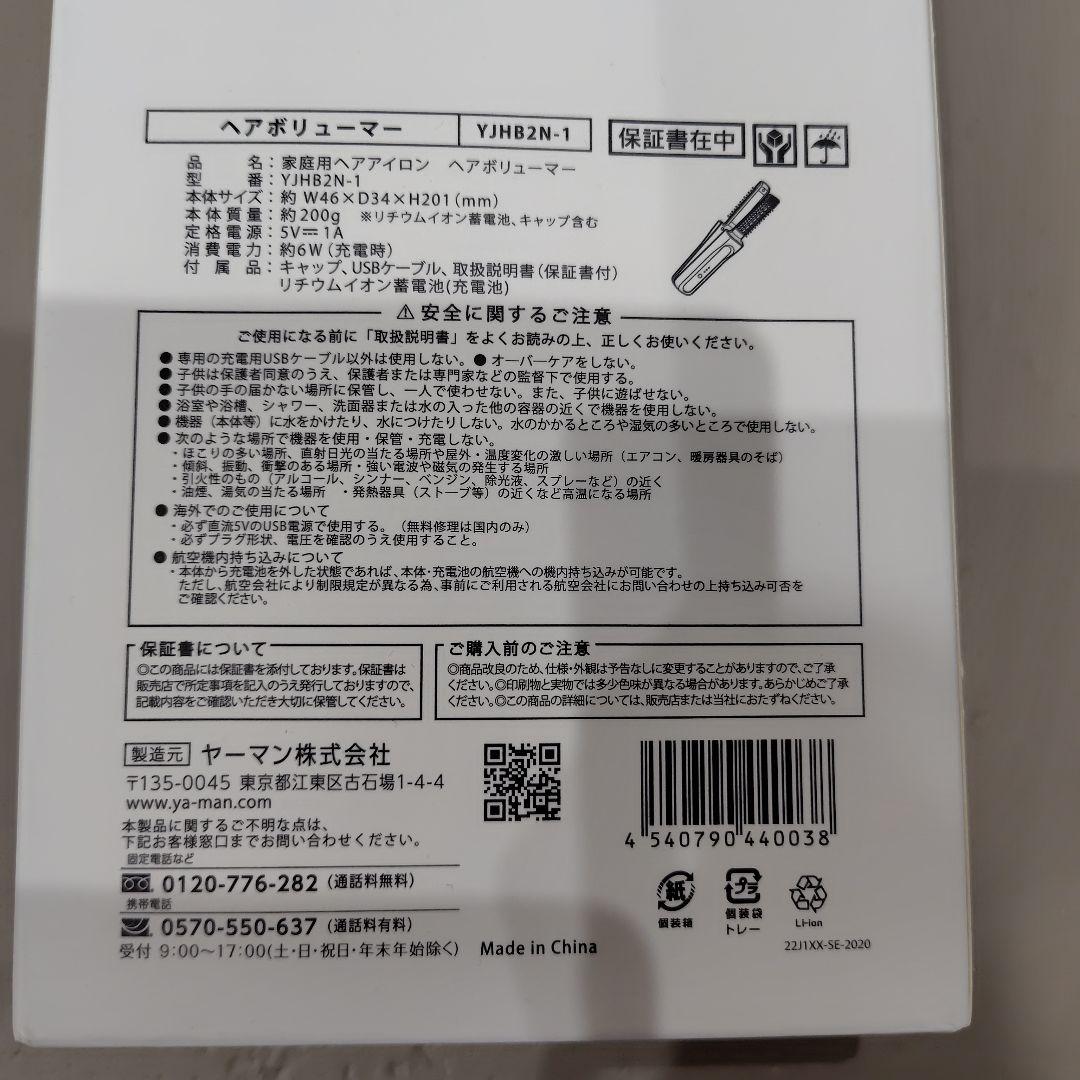 ヘアボリューマー YJHB2N-1 保証書在中
品名：家庭用ヘアアイロン ヘアボリューマー
型番：YJHB2N-1
本体サイズ：約 W46×D34×H201（mm）
本体質量：約200g ※リチウムイオン蓄電池、キャップ含む
定格電源：5V⎓1A
消費電力：約6W（充電時）
付属品：キャップ、USBケーブル、取扱説明書（保証書付）
リチウムイオン蓄電池(充電池)
⚠安全に関するご注意
ご使用になる前に「取扱説明書」をよくお読みの上、正しくお使いください。
●専用の充電用USBケーブル以外は使用しない。●オーバーケアをしない。
●子供は保護者同意のうえ、保護者または専門家などの監督下で使用する。
●子供の手の届かない場所に保管し、一人で使わせない。また、子供に遊ばせない。
●浴室や浴槽、シャワー、洗面器または水の入った他の容器の近くで機器を使用しない。
●機器（本体等）に水をかけたり、水につけたりしない。水のかかるところや湿気の多いところで使用しない。
●次のような場所で機器を使用・保管・充電しない。
・ほこりの多い場所、直射日光の当たる場所や屋外・温度変化の激しい場所（エアコン、暖房器具のそば）
・傾斜、振動、衝撃のある場所・強い電波や磁気の発生する場所
・引火性のもの（アルコール、シンナー、ベンジン、除光液、スプレーなど）の近く
・油煙、湯気の当たる場所 ・発熱器具（ストーブ等）の近くなど高温になる場所
●海外でのご使用について
・必ず直流5VのUSB電源で使用する。（無料修理は国内のみ）
・必ずプラグ形状、電圧を確認のうえ使用すること。
●航空機内持ち込みについて
・本体から充電池を外した状態であれば、本体・充電池の航空機への機内持ち込みが可能です。
ただし、航空会社により制限規定が異なる為、事前にご利用される航空会社にお問い合わせの上持ち込み可否を
ご確認ください。
保証書について
◎この商品には保証書を添付しております。保証書は
販売店で所定事項を記入のうえ発行しておりますので、
記載内容をご確認いただき大切に保管してください。
ご購入前のご注意
◎商品改良のため、仕様・外観は予告なしに変更することがありますので、ご了承
ください。◎印刷物と実物では多少色味が異なる場合があります。あらかじめご了承
ください。◎この商品の詳細については、販売店または当社におたずねください。
製造元 ヤーマン株式会社
〒135-0045 東京都江東区古石場1-4-4
www.ya-man.com
本製品に関するご不明な点は、
下記お客様窓口までお問い合わせください。
固定電話など
0120-776-282（通話料無料）
携帯電話
0570-550-637（通話料有料）
受付 9:00〜17:00(土・日・祝日・年末年始除く)
Made in China
4 540790 440038
紙
個装箱
プラ
個装袋
トレー
Li-ion
22J1XX-SE-2020